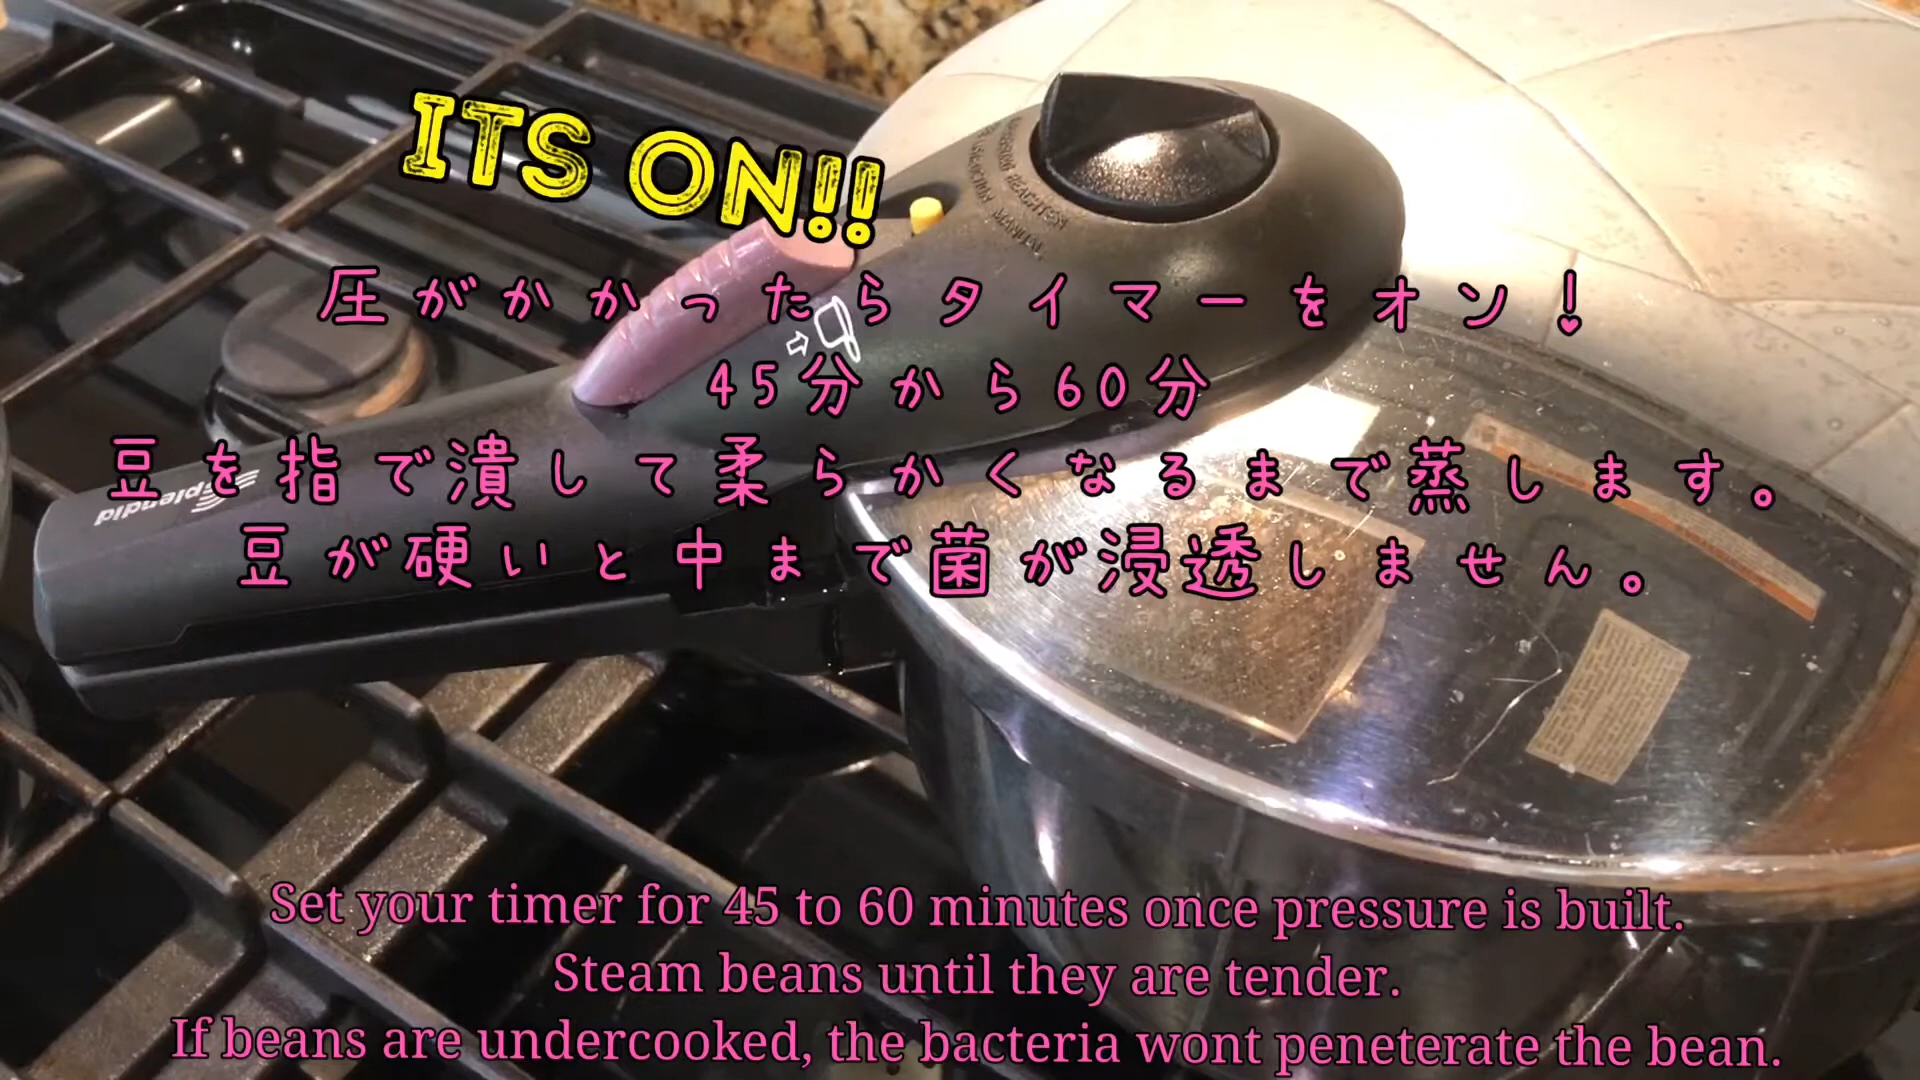 ITS ON!!
圧がかかったらタイマーをオン!
45分から60分
豆を指で潰して柔らかくなるまで蒸します。
豆が硬いと中まで菌が浸透しません。
splendid
Set your timer for 45 to 60 minutes once pressure is built.
Steam beans until they are tender.
If beans are undercooked, the bacteria wont peneterate the bean.